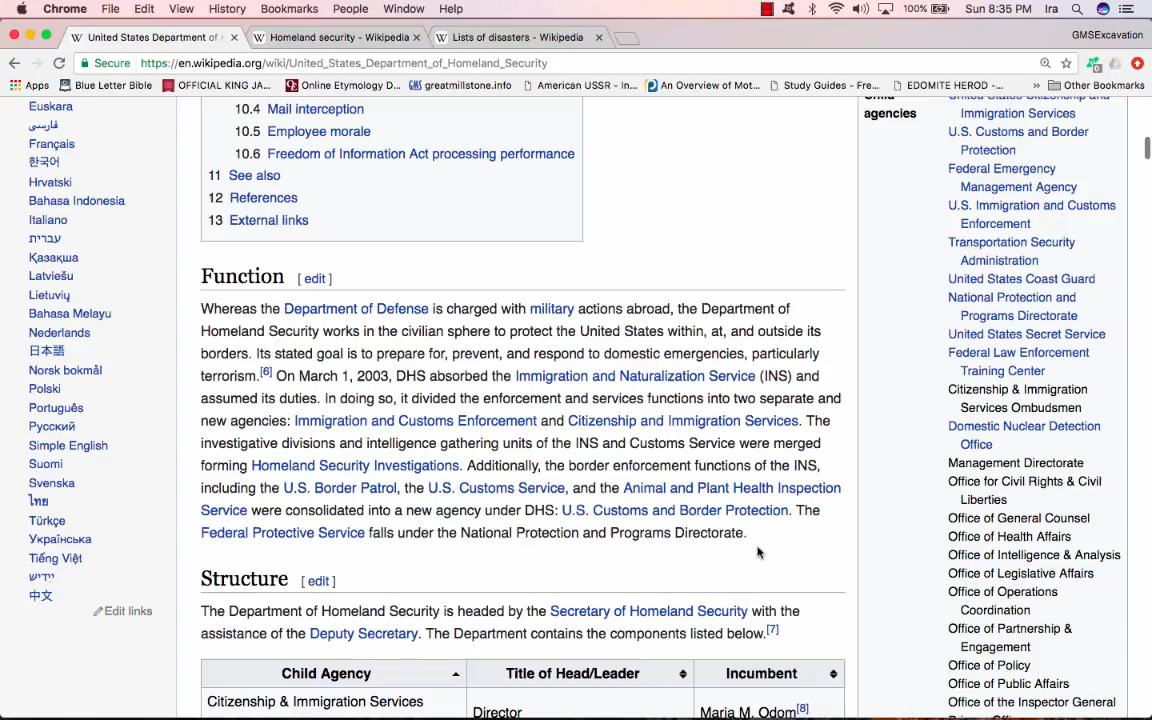 Chrome File Edit View History Bookmarks People Window Help 100% Sun 8:35 PM Ira
United States Department of Homeland security - Wikipedia Lists of disasters - Wikipedia GMSExcavation
Secure https://en.wikipedia.org/wiki/United_States_Department_of_Homeland_Security
Apps Blue Letter Bible OFFICIAL KING JA... Online Etymology D... greatmillstone.info American USSR - In... An Overview of Mot... Study Guides - Fre... EDOMITE HEROD -... » Other Bookmarks
Euskara
فارسی
Français
한국어
Hrvatski
Bahasa Indonesia
Italiano
עברית
Қазақша
Latviešu
Lietuvių
Bahasa Melayu
Nederlands
日本語
Norsk bokmål
Polski
Português
Русский
Simple English
Suomi
Svenska
ไทย
Türkçe
Українська
Tiếng Việt
ייִדיש
中文
Edit links
10.4 Mail interception
10.5 Employee morale
10.6 Freedom of Information Act processing performance
11 See also
12 References
13 External links
Function [ edit ]
Whereas the Department of Defense is charged with military actions abroad, the Department of
Homeland Security works in the civilian sphere to protect the United States within, at, and outside its
borders. Its stated goal is to prepare for, prevent, and respond to domestic emergencies, particularly
terrorism.[6] On March 1, 2003, DHS absorbed the Immigration and Naturalization Service (INS) and
assumed its duties. In doing so, it divided the enforcement and services functions into two separate and
new agencies: Immigration and Customs Enforcement and Citizenship and Immigration Services. The
investigative divisions and intelligence gathering units of the INS and Customs Service were merged
forming Homeland Security Investigations. Additionally, the border enforcement functions of the INS,
including the U.S. Border Patrol, the U.S. Customs Service, and the Animal and Plant Health Inspection
Service were consolidated into a new agency under DHS: U.S. Customs and Border Protection. The
Federal Protective Service falls under the National Protection and Programs Directorate.
Structure [ edit ]
The Department of Homeland Security is headed by the Secretary of Homeland Security with the
assistance of the Deputy Secretary. The Department contains the components listed below.[7]
Child Agency Title of Head/Leader Incumbent
Citizenship & Immigration Services
Director Maria M. Odom[8]
Child
agencies
United States Citizenship and
Immigration Services
U.S. Customs and Border
Protection
Federal Emergency
Management Agency
U.S. Immigration and Customs
Enforcement
Transportation Security
Administration
United States Coast Guard
National Protection and
Programs Directorate
United States Secret Service
Federal Law Enforcement
Training Center
Citizenship & Immigration
Services Ombudsmen
Domestic Nuclear Detection
Office
Management Directorate
Office for Civil Rights & Civil
Liberties
Office of General Counsel
Office of Health Affairs
Office of Intelligence & Analysis
Office of Legislative Affairs
Office of Operations
Coordination
Office of Partnership &
Engagement
Office of Policy
Office of Public Affairs
Office of the Inspector General